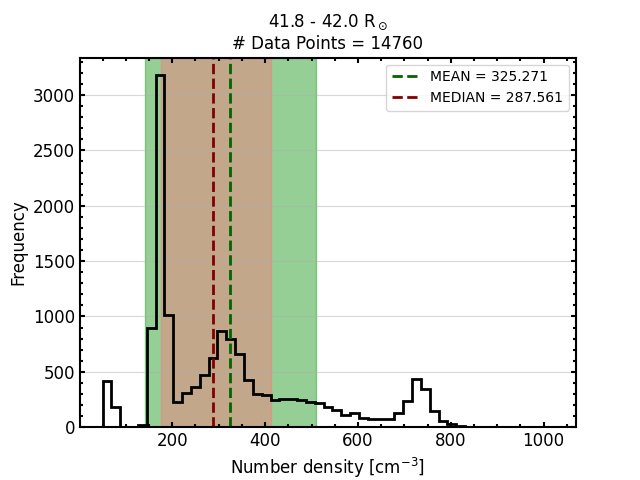 41.8 - 42.0 R⊙
# Data Points = 14760
MEAN = 325.271
MEDIAN = 287.561
Frequency
3000
2500
2000
1500
1000
500
0
200 400 600 800 1000
Number density [cm⁻³]